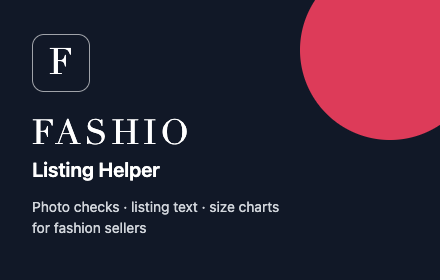 F
FASHIO
Listing Helper
Photo checks · listing text · size charts
for fashion sellers